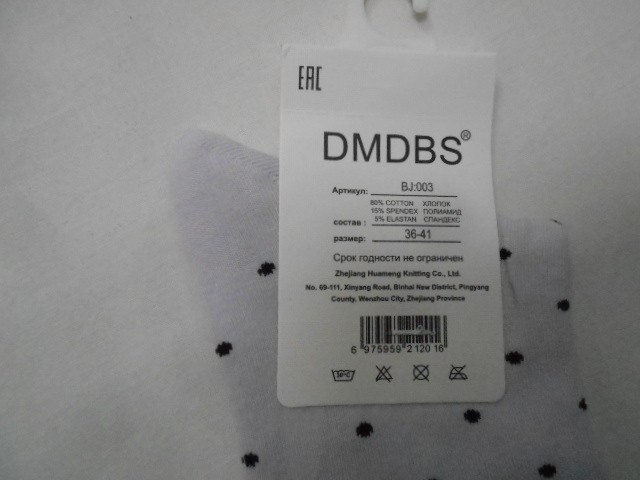 EAC
DMDBS®
Артикул: BJ:003
80% COTTON ХЛОПОК
15% SPENDEX ПОЛИАМИД
состав : 5% ELASTAN СПАНДЕКС
размер: 36-41
Срок годности не ограничен
Zhejiang Huameng Knitting Co., Ltd.
No. 69-111, Xinyang Road, Binhai New District, Pingyang
County, Wenzhou City, Zhejiang Province
6 975959 212016
30°C